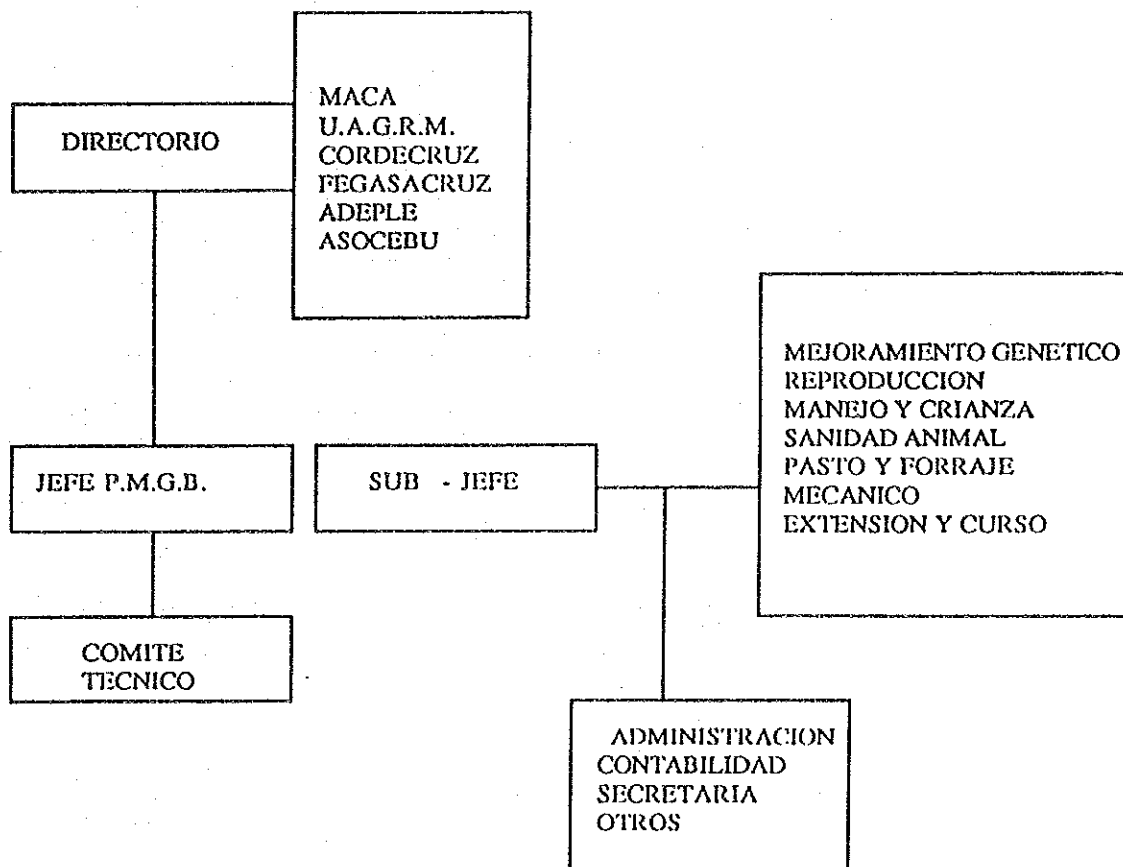 DIRECTORIO
MACA
U.A.G.R.M.
CORDECRUZ
FEGASACRUZ
ADEPLE
ASOCEBU
JEFE P.M.G.B.
SUB - JEFE
MEJORAMIENTO GENETICO
REPRODUCCION
MANEJO Y CRIANZA
SANIDAD ANIMAL
PASTO Y FORRAJE
MECANICO
EXTENSION Y CURSO
COMITE
TECNICO
ADMINISTRACION
CONTABILIDAD
SECRETARIA
OTROS